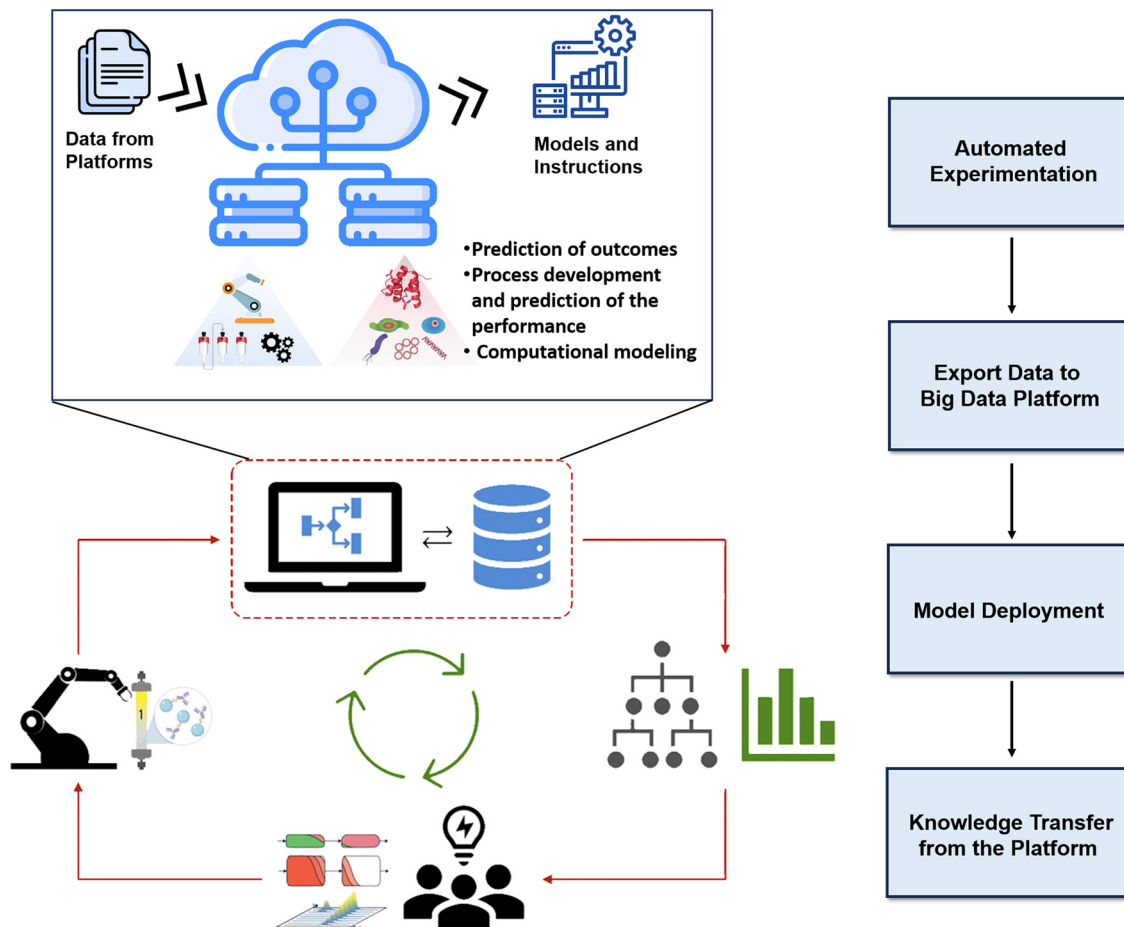 Data from
Platforms
Models and
Instructions
•Prediction of outcomes
•Process development
and prediction of the
performance
• Computational modeling
1
Automated
Experimentation
Export Data to
Big Data Platform
Model Deployment
Knowledge Transfer
from the Platform